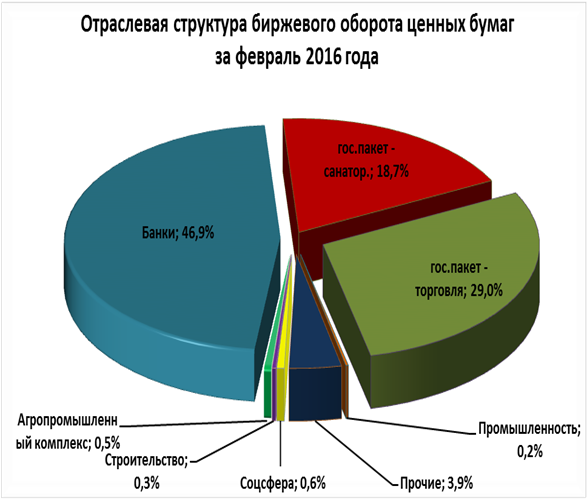 Отраслевая структура биржевого оборота ценных бумаг
за февраль 2016 года
гос.пакет -
санатор.; 18,7%
Банки; 46,9%
гос.пакет -
торговля; 29,0%
Агропромышленн
ый комплекс; 0,5%
Строительство;
0,3%
Соцсфера; 0,6%
Прочие; 3,9%
Промышленность;
0,2%